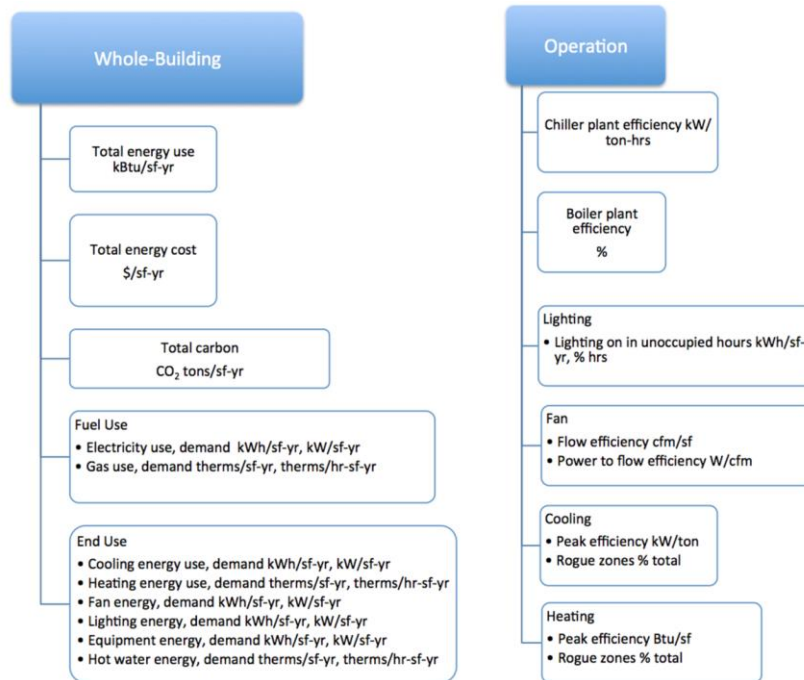 Whole-Building
Total energy use
kBtu/sf-yr
Total energy cost
$/sf-yr
Total carbon
CO₂ tons/sf-yr
Fuel Use
• Electricity use, demand kWh/sf-yr, kW/sf-yr
• Gas use, demand therms/sf-yr, therms/hr-sf-yr
End Use
• Cooling energy use, demand kWh/sf-yr, kW/sf-yr
• Heating energy use, demand therms/sf-yr, therms/hr-sf-yr
• Fan energy, demand kWh/sf-yr, kW/sf-yr
• Lighting energy, demand kWh/sf-yr, kW/sf-yr
• Equipment energy, demand kWh/sf-yr, kW/sf-yr
• Hot water energy, demand therms/sf-yr, therms/hr-sf-yr
Operation
Chiller plant efficiency kW/
ton-hrs
Boiler plant
efficiency
%
Lighting
• Lighting on in unoccupied hours kWh/sf-
yr, % hrs
Fan
• Flow efficiency cfm/sf
• Power to flow efficiency W/cfm
Cooling
• Peak efficiency kW/ton
• Rogue zones % total
Heating
• Peak efficiency Btu/sf
• Rogue zones % total